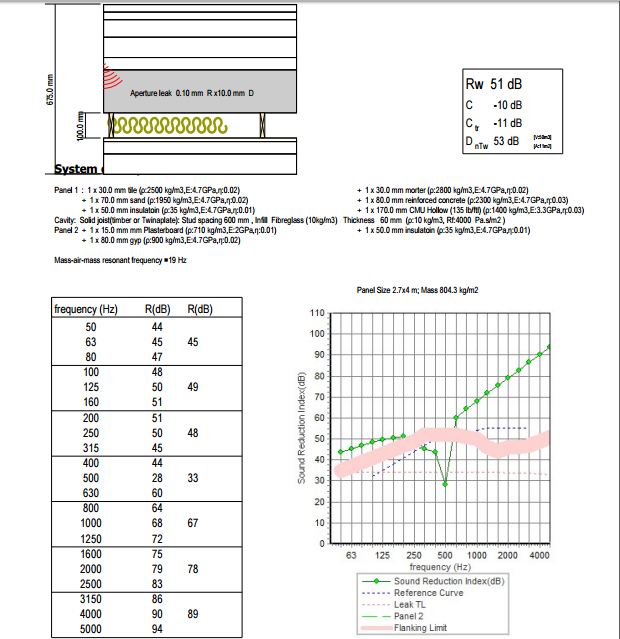 675.0 mm
100.0 mm
Aperture leak 0.10 mm R x10.0 mm D
Rw 51 dB
C -10 dB
Ctr -11 dB
DnTw 53 dB
System
Panel 1 : 1 x 30.0 mm tile (ρ:2500 kg/m3,E:4.7GPa,η:0.02)
+ 1 x 70.0 mm sand (ρ:1950 kg/m3,E:4.7GPa,η:0.02)
+ 1 x 50.0 mm insulatoin (ρ:35 kg/m3,E:4.7GPa,η:0.01)
+ 1 x 30.0 mm morter (ρ:2800 kg/m3,E:4.7GPa,η:0.02)
+ 1 x 80.0 mm reinforced concrete (ρ:2300 kg/m3,E:4.7GPa,η:0.03)
+ 1 x 170.0 mm CMU Hollow (135 lb/ftl) (ρ:1400 kg/m3,E:3.3GPa,η:0.03)
Cavity: Solid joist(timber or Twinaplate): Stud spacing 600 mm , Infill Fibreglass (10kg/m3) Thickness 60 mm (ρ:10 kg/m3, Rf:4000 Pa.s/m2 )
Panel 2 + 1 x 15.0 mm mm Plasterboard (ρ:710 kg/m3,E:2GPa,η:0.01)
+ 1 x 80.0 mm gyp (ρ:900 kg/m3,E:4.7GPa,η:0.02)
+ 1 x 50.0 mm insulatoin (ρ:35 kg/m3,E:4.7GPa,η:0.01)
Mass-air-mass resonant frequency =19 Hz
frequency (Hz) R(dB) R(dB)
50 44
63 45 45
80 47
100 48
125 50 49
160 51
200 51
250 50 48
315 45
400 44
500 28 33
630 60
800 64
1000 68 67
1250 72
1600 75
2000 79 78
2500 83
3150 86
4000 90 89
5000 94
Panel Size 2.7x4 m; Mass 804.3 kg/m2
Sound Reduction Index(dB)
110
100
90
80
70
60
50
40
30
20
10
0
63 125 250 500 1000 2000 4000
frequency (Hz)
Sound Reduction Index(dB)
Reference Curve
Leak TL
Panel 2
Flanking Limit